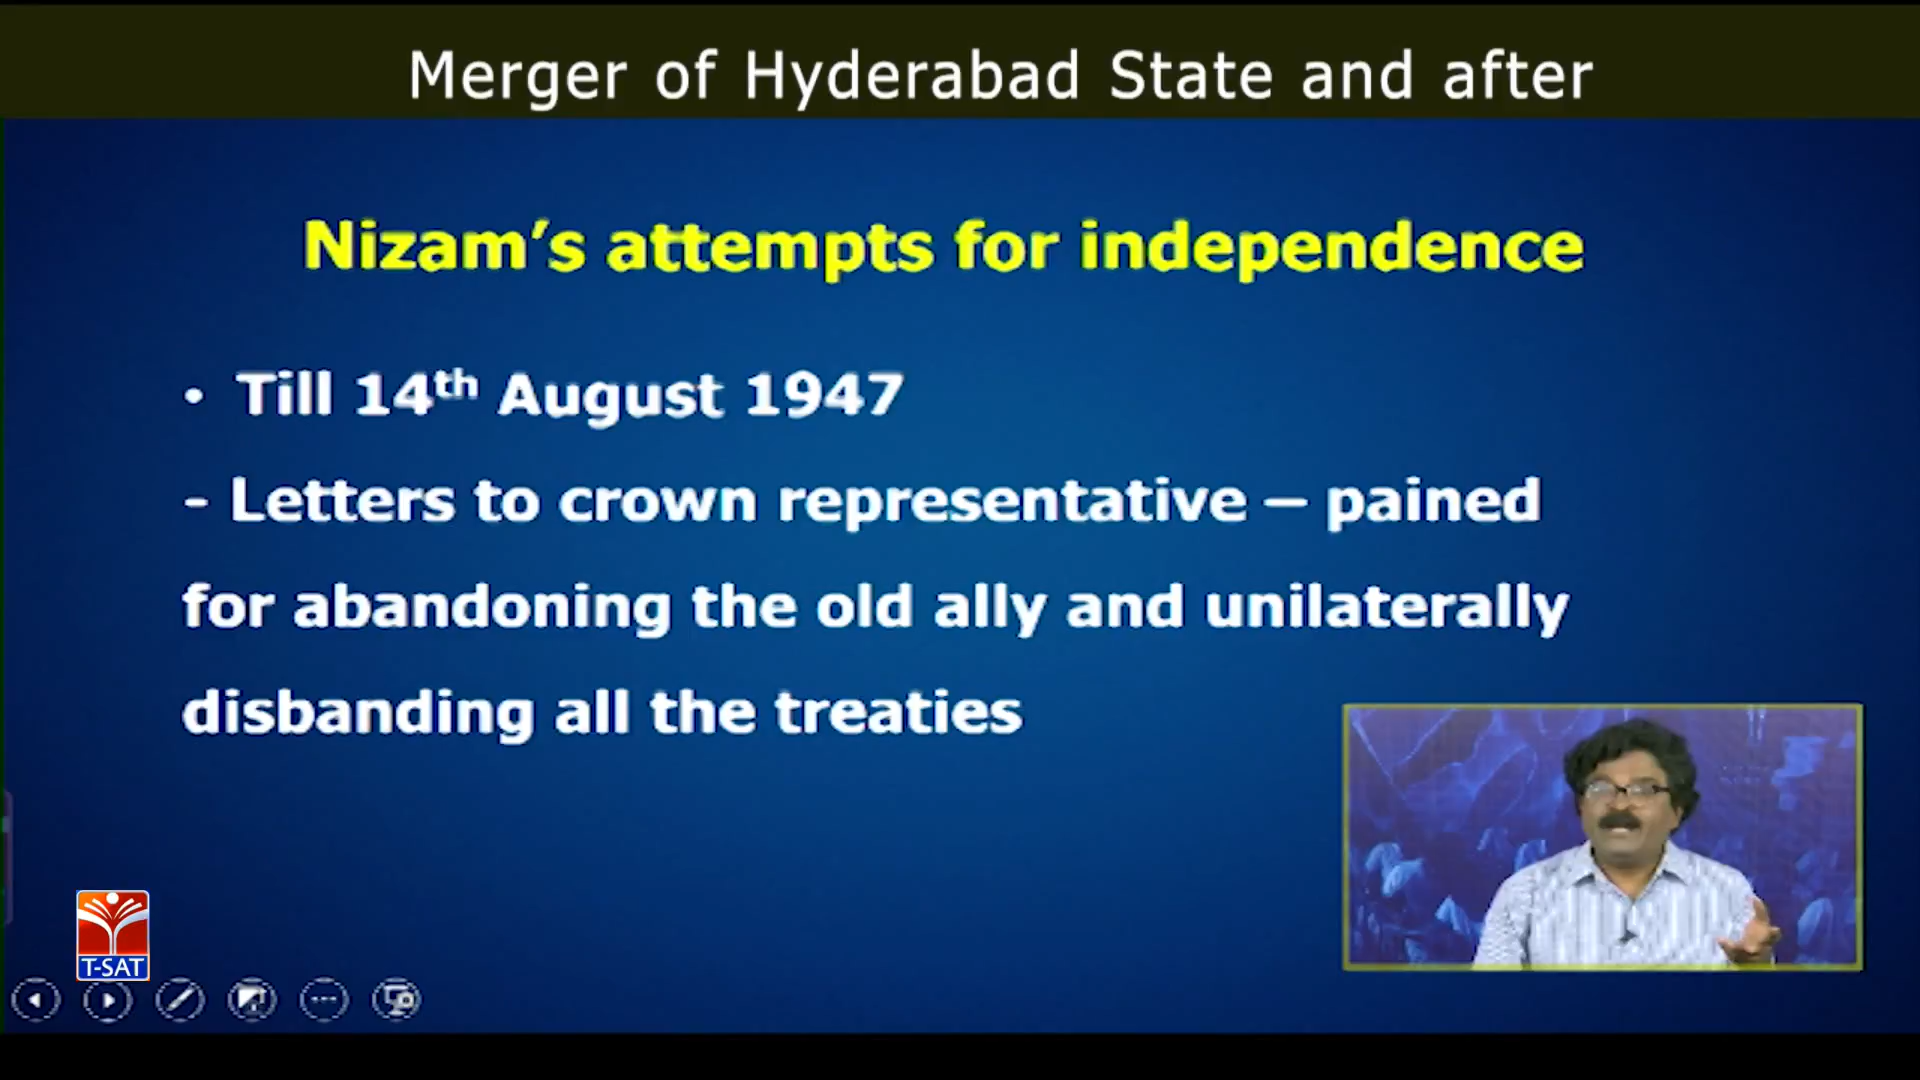 Merger of Hyderabad State and after
Nizam’s attempts for independence
• Till 14th August 1947
- Letters to crown representative – pained
for abandoning the old ally and unilaterally
disbanding all the treaties
T-SAT